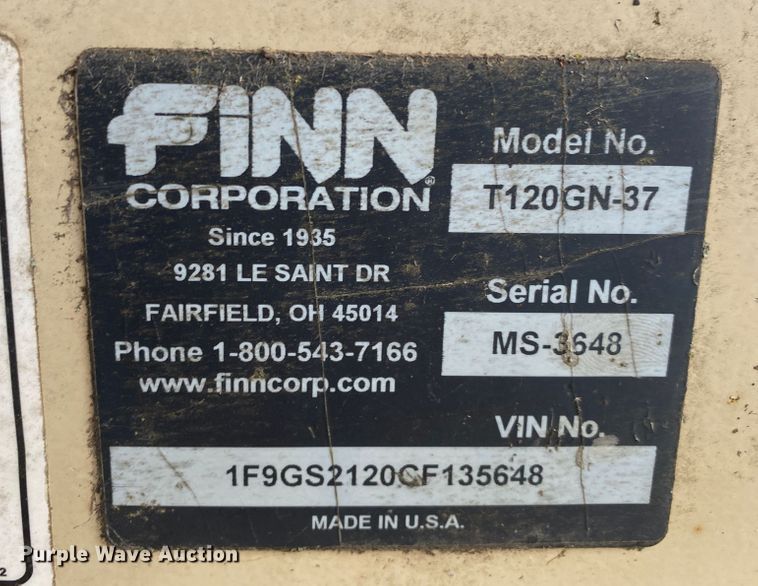 FINN
CORPORATION®
Since 1935
9281 LE SAINT DR
FAIRFIELD, OH 45014
Phone 1-800-543-7166
www.finncorp.com
Model No.
T120GN-37
Serial No.
MS-3648
VIN No.
1F9GS2120CF135648
MADE IN U.S.A.
2
Purple Wave Auction